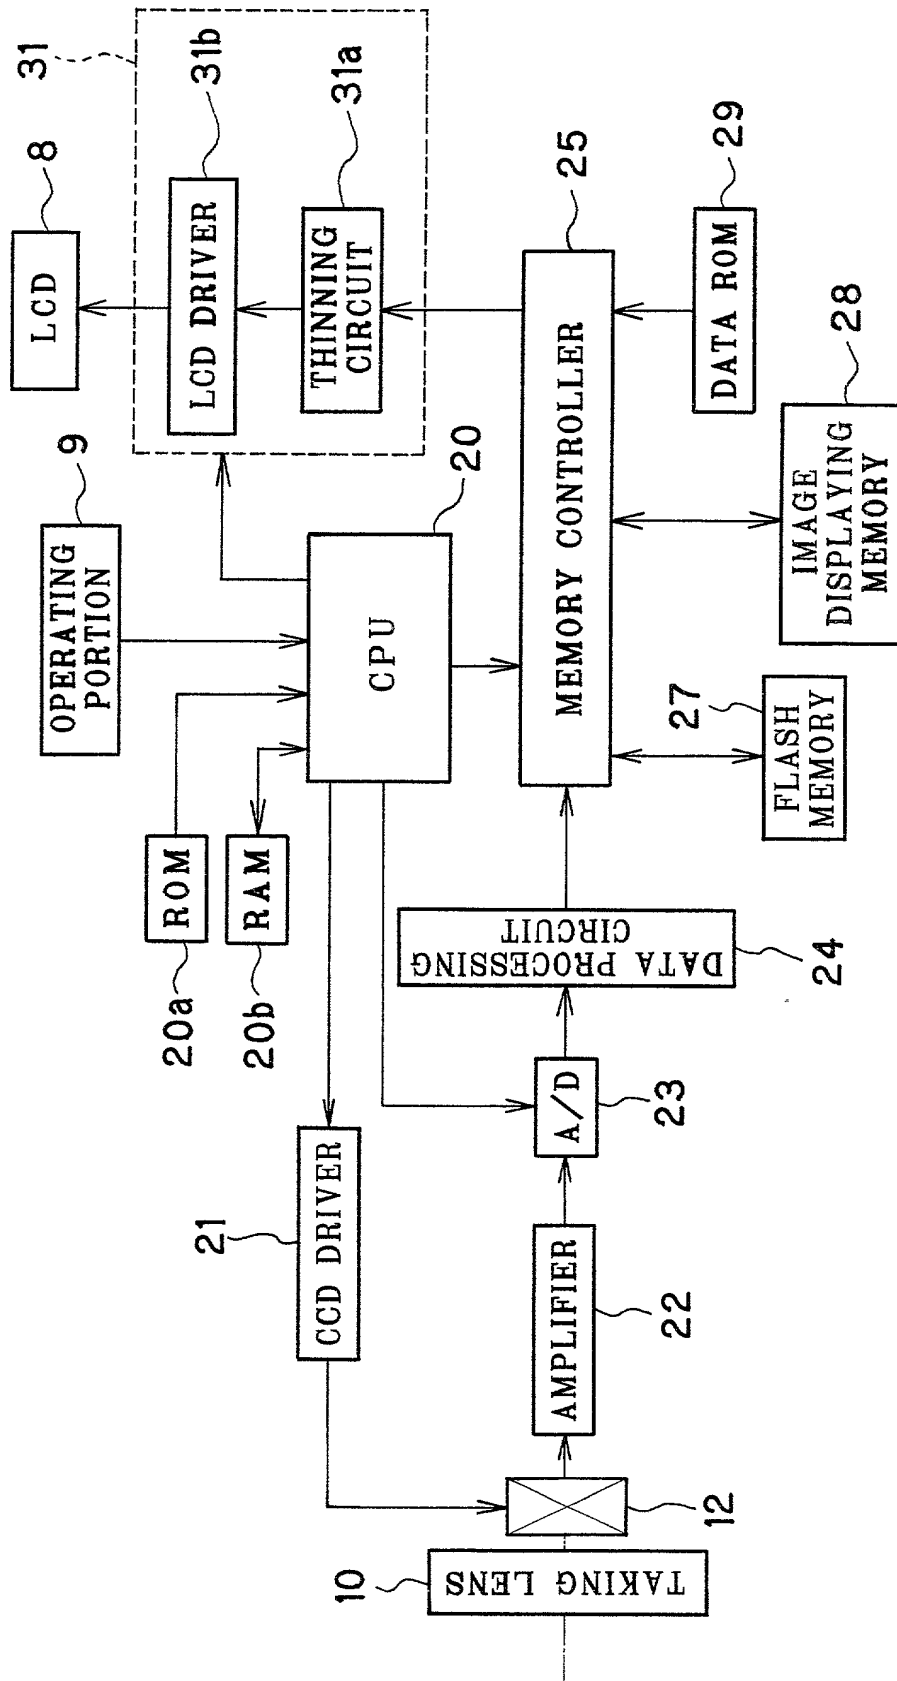 31
8
LCD
31b
LCD DRIVER
31a
THINNING
CIRCUIT
9
OPERATING
PORTION
20
CPU
25
MEMORY CONTROLLER
29
DATA ROM
28
IMAGE
DISPLAYING
MEMORY
27
FLASH
MEMORY
ROM
20a
RAM
20b
DATA PROCESSING
CIRCUIT
24
21
CCD DRIVER
A/D
23
AMPLIFIER
22
12
10
TAKING LENS